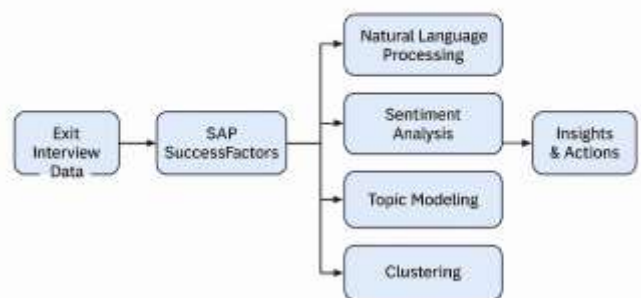 Exit
Interview
Data
SAP
SuccessFactors
Natural Language
Processing
Sentiment
Analysis
Topic Modeling
Clustering
Insights
& Actions